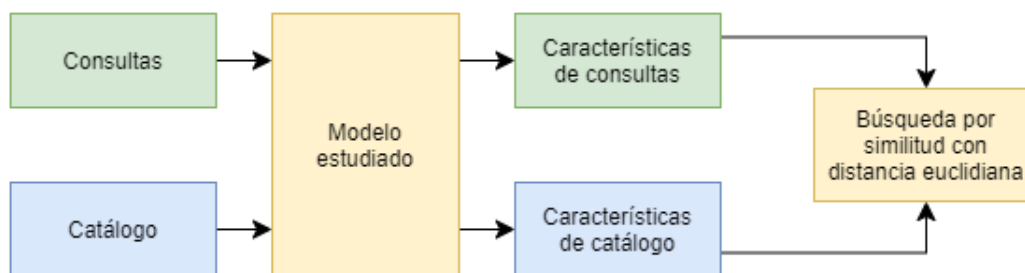 Consultas
Modelo
estudiado
Características
de consultas
Búsqueda por
similitud con
distancia euclidiana
Catálogo
Características
de catálogo